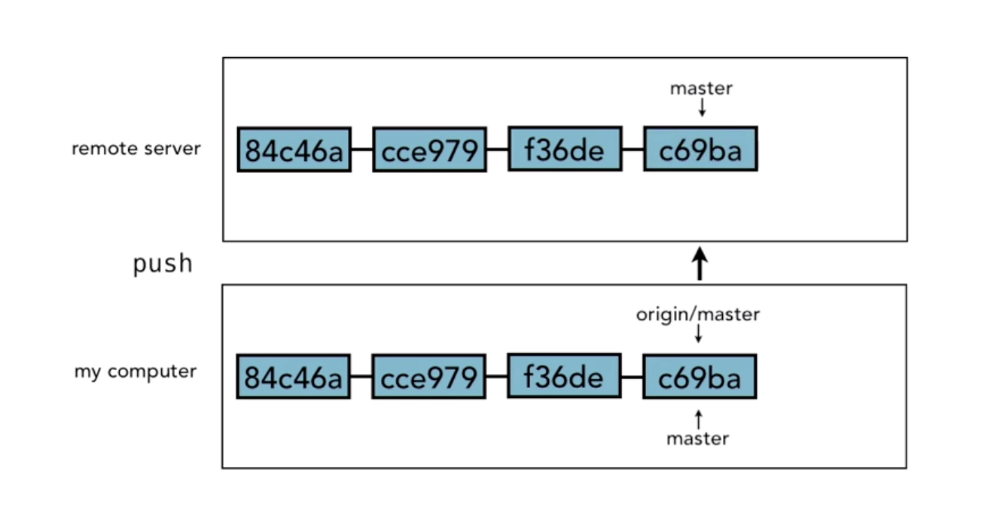 master
remote server
84c46a
cce979
f36de
c69ba
push
origin/master
my computer
84c46a
cce979
f36de
c69ba
master